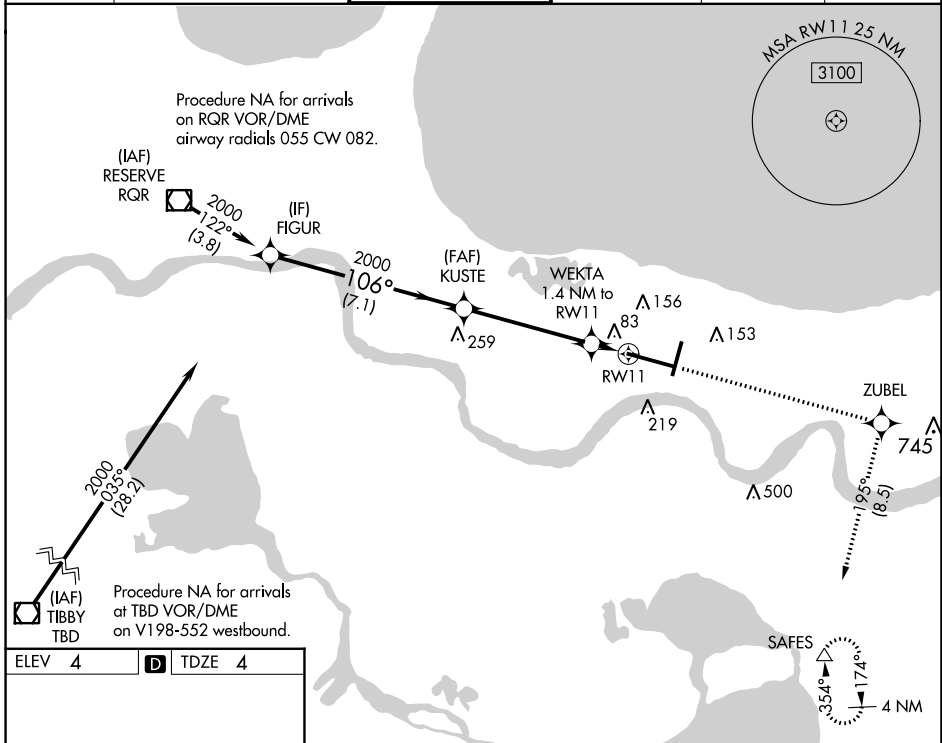 MSA RW11 25 NM
3100
Procedure NA for arrivals
on RQR VOR/DME
airway radials 055 CW 082.
(IAF)
RESERVE
RQR
2000
122°
(3.8)
(IF)
FIGUR
2000
106°
(7.1)
(FAF)
KUSTE
259
WEKTA
1.4 NM to
RW11
156
83
153
RW11
219
ZUBEL
745
500
195°
(8.5)
2000
035°
(28.2)
(IAF)
TIBBY
TBD
Procedure NA for arrivals
at TBD VOR/DME
on V198-552 westbound.
SAFES
354°
174°
4 NM
ELEV 4 D TDZE 4